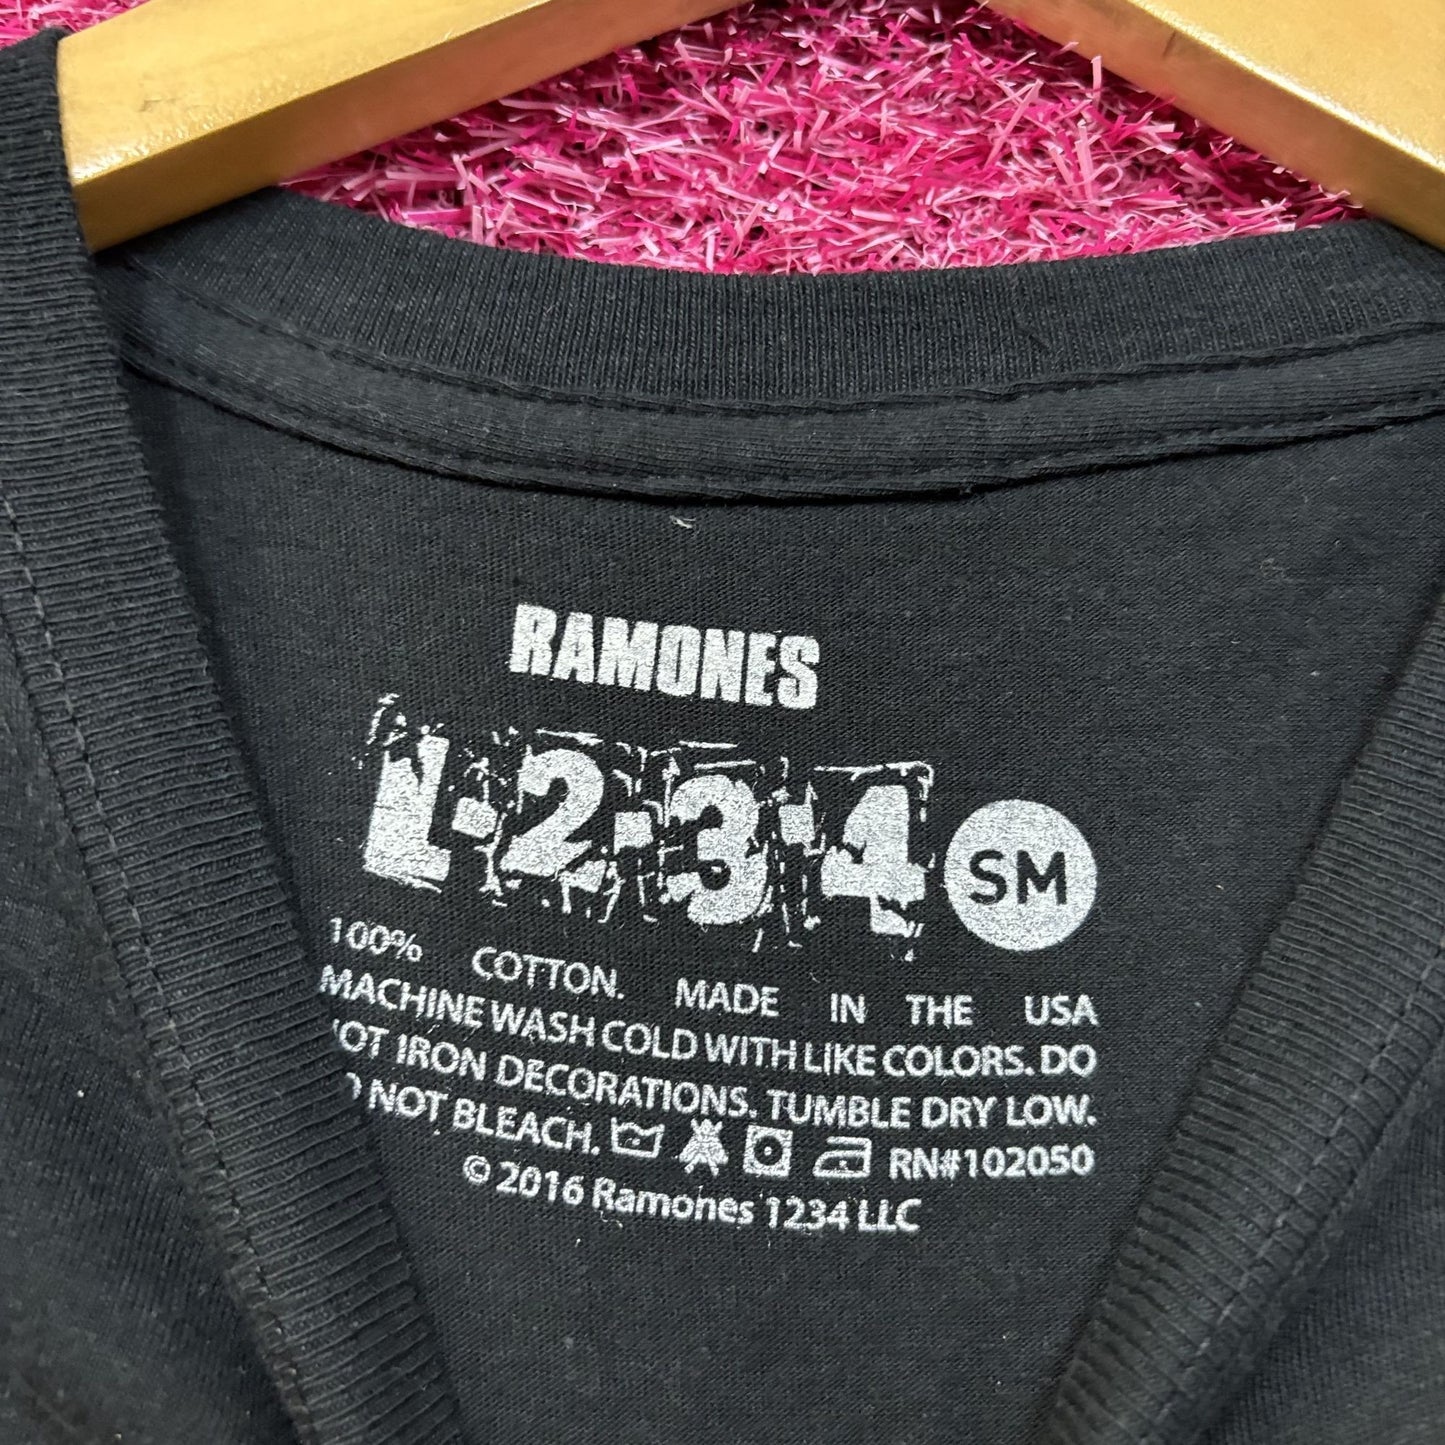 RAMONES
1-2-3-4 SM
100% COTTON. MADE IN THE USA
MACHINE WASH COLD WITH LIKE COLORS. DO
OT IRON DECORATIONS. TUMBLE DRY LOW.
O NOT BLEACH. RN#102050
© 2016 Ramones 1234 LLC